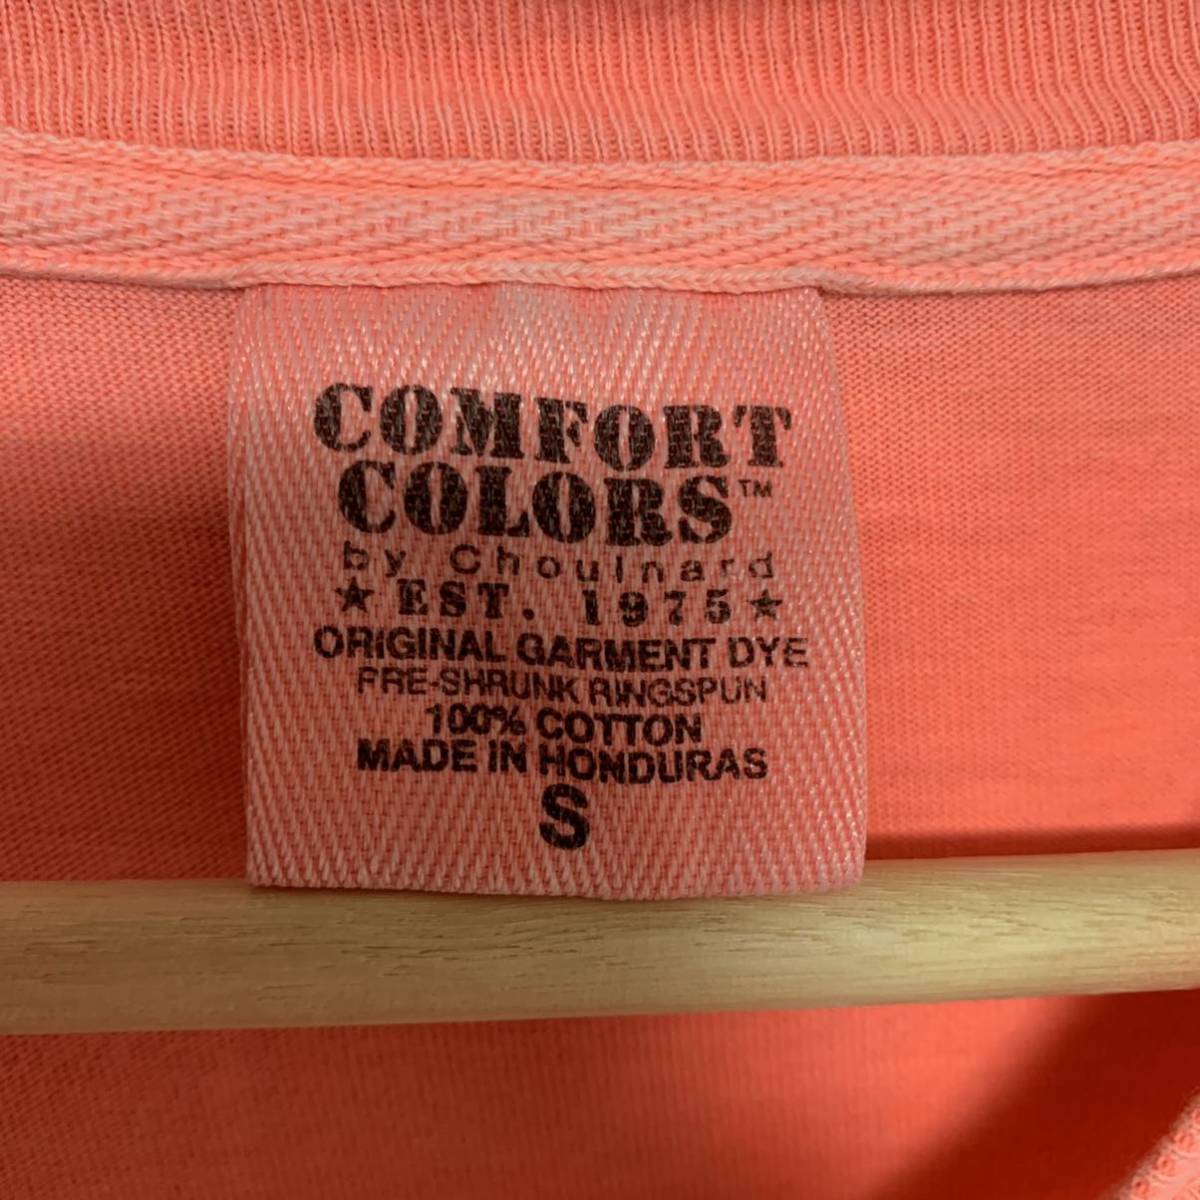 COMFORT
COLORS™
by Chouinard
★ EST. 1975 ★
ORIGINAL GARMENT DYE
PRE-SHRUNK RINGSPUN
100% COTTON
MADE IN HONDURAS
S